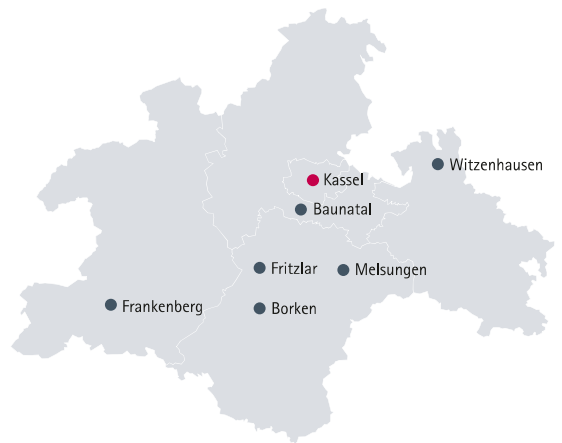 Witzenhausen
Kassel
Baunatal
Fritzlar
Melsungen
Frankenberg
Borken